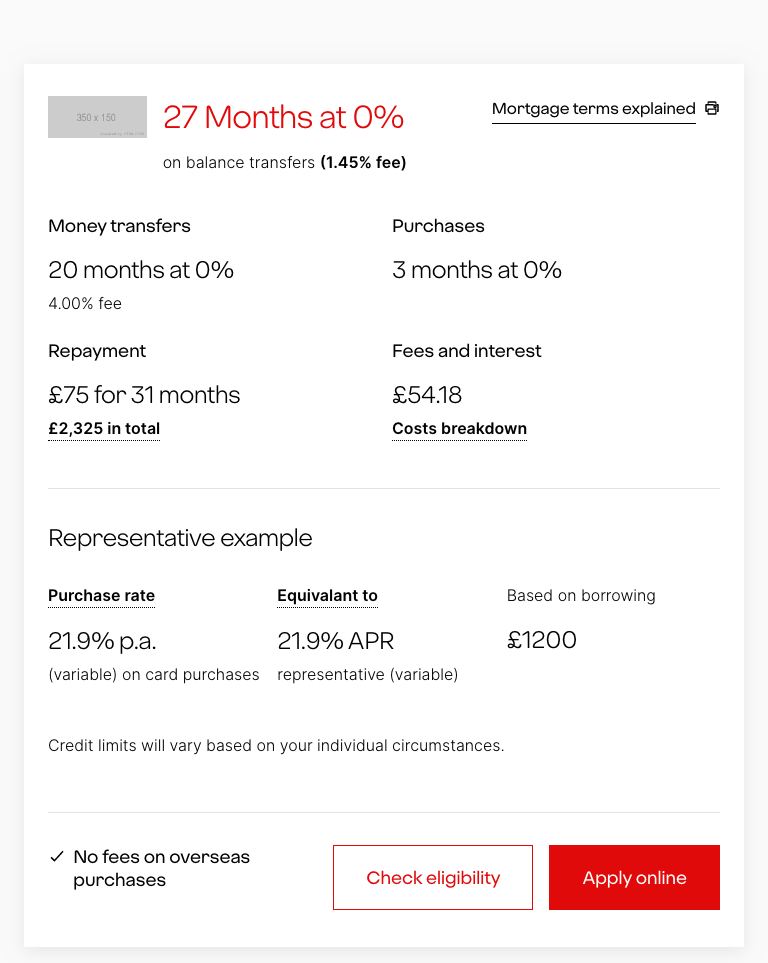 350 x 150
27 Months at 0%
Mortgage terms explained
on balance transfers (1.45% fee)
Money transfers
Purchases
20 months at 0%
3 months at 0%
4.00% fee
Repayment
Fees and interest
£75 for 31 months
£54.18
£2,325 in total
Costs breakdown
Representative example
Purchase rate
Equivalant to
Based on borrowing
21.9% p.a.
21.9% APR
£1200
(variable) on card purchases
representative (variable)
Credit limits will vary based on your individual circumstances.
No fees on overseas
purchases
Check eligibility
Apply online